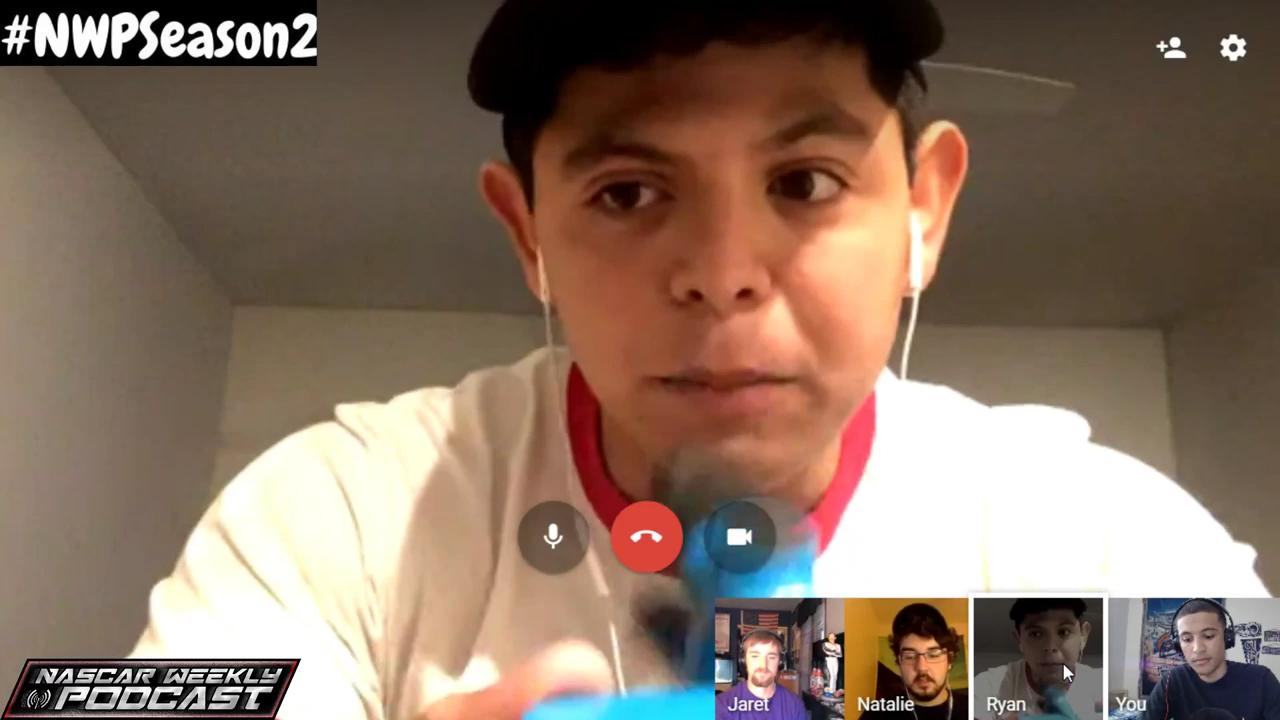 #NWPSeason2
Jaret
Natalie
Ryan
You
NASCAR WEEKLY
PODCAST